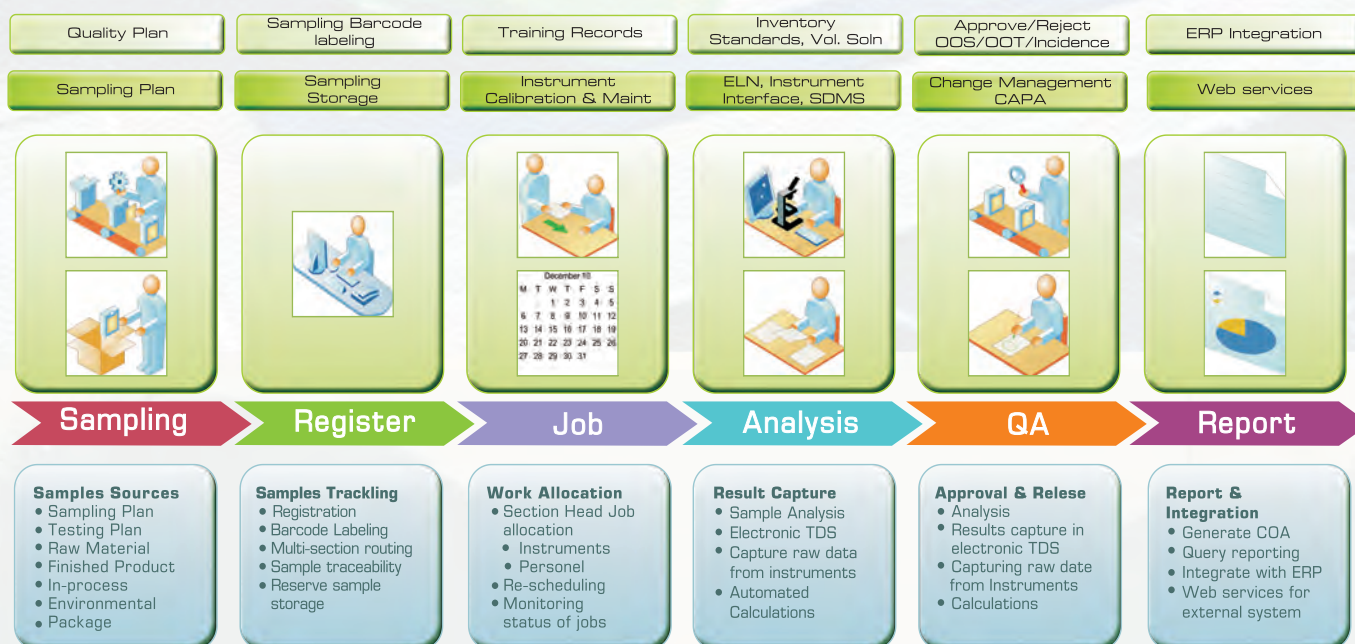 Quality Plan
Sampling Barcode
labeling
Training Records
Inventory
Standards, Vol. Soln
Approve/Reject
OOS/OOT/Incidence
ERP Integration
Sampling Plan
Sampling
Storage
Instrument
Calibration & Maint
ELN, Instrument
Interface, SDMS
Change Management
CAPA
Web services
December 10
M T W T F S S
1 2 3 4 5
6 7 8 9 10 11 12
13 14 15 16 17 18 19
20 21 22 23 24 25 26
27 28 29 30 31
Sampling
Register
Job
Analysis
QA
Report
Samples Sources
• Sampling Plan
• Testing Plan
• Raw Material
• Finished Product
• In-process
• Environmental
• Package
Samples Trackling
• Registration
• Barcode Labeling
• Multi-section routing
• Sample traceability
• Reserve sample
storage
Work Allocation
• Section Head Job
allocation
• Instruments
• Personel
• Re-scheduling
• Monitoring
status of jobs
Result Capture
• Sample Analysis
• Electronic TDS
• Capture raw data
from instruments
• Automated
Calculations
Approval & Relese
• Analysis
• Results capture in
electronic TDS
• Capturing raw date
from Instruments
• Calculations
Report &
Integration
• Generate COA
• Query reporting
• Integrate with ERP
• Web services for
external system